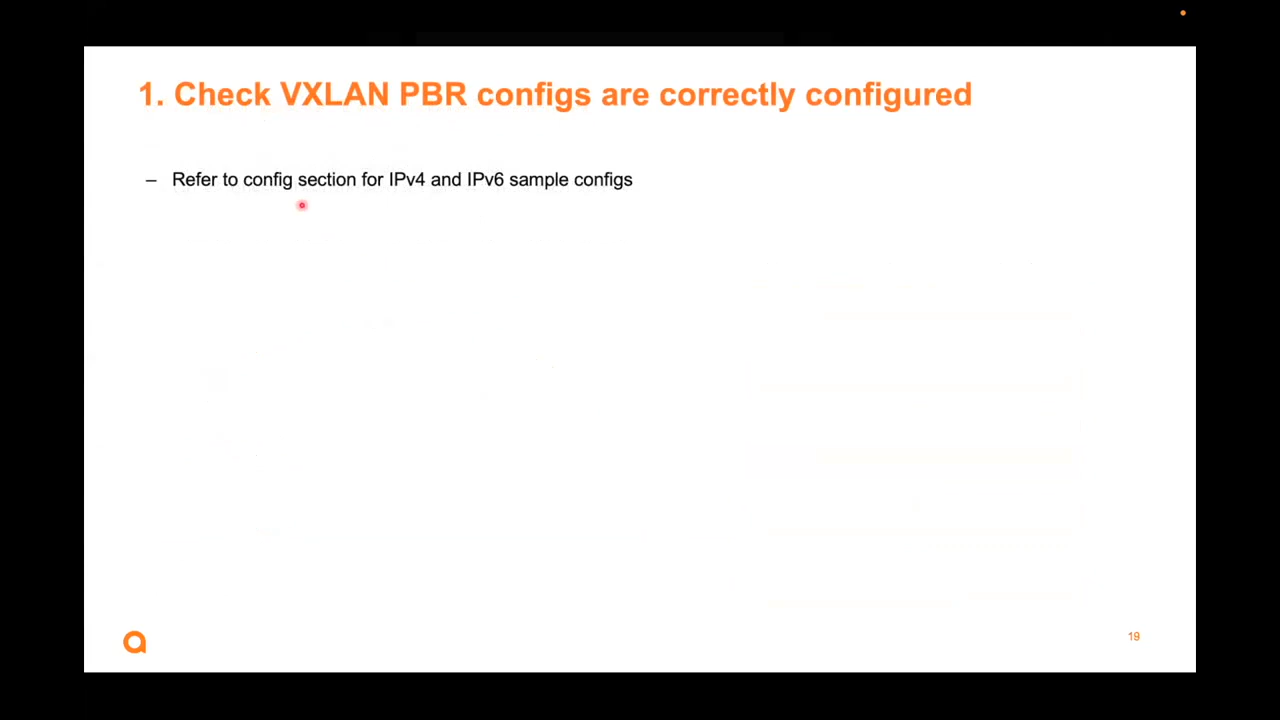 1. Check VXLAN PBR configs are correctly configured
– Refer to config section for IPv4 and IPv6 sample configs
19